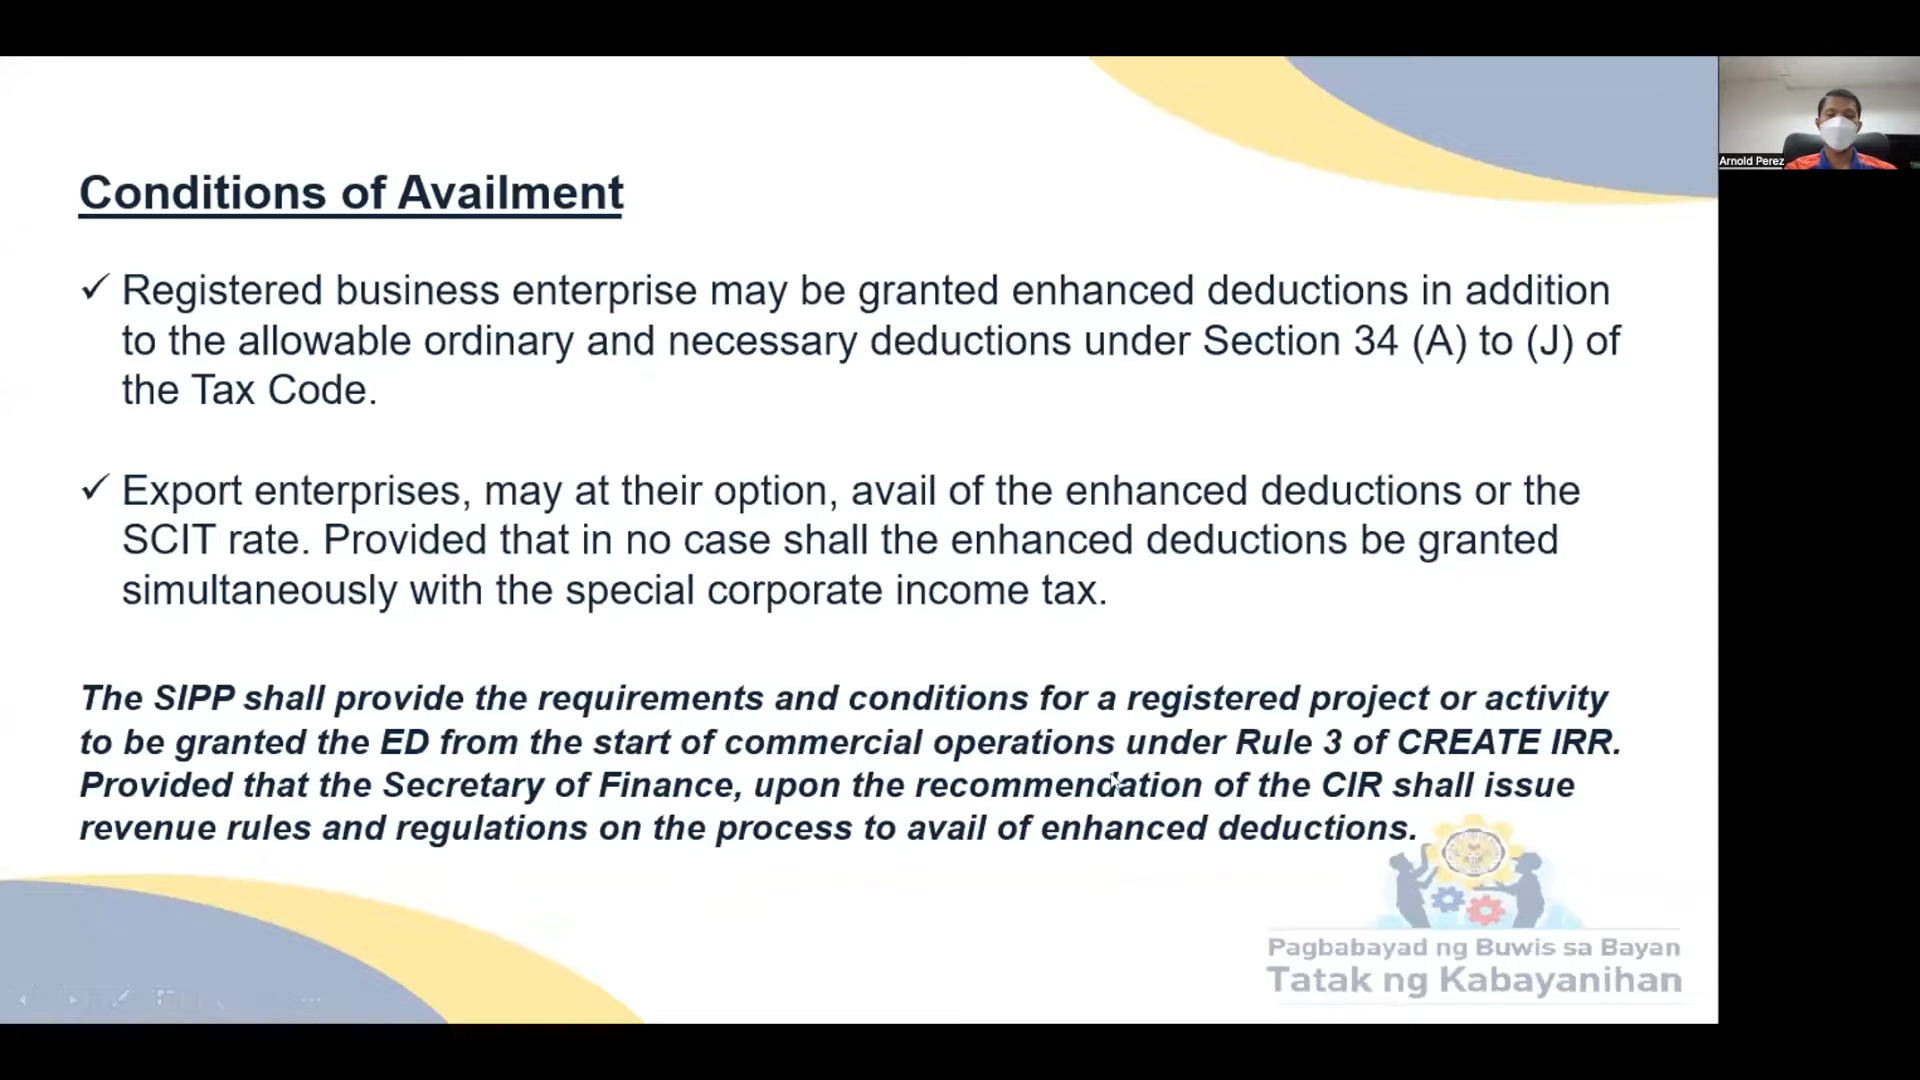 Conditions of Availment
✓ Registered business enterprise may be granted enhanced deductions in addition
to the allowable ordinary and necessary deductions under Section 34 (A) to (J) of
the Tax Code.
✓ Export enterprises, may at their option, avail of the enhanced deductions or the
SCIT rate. Provided that in no case shall the enhanced deductions be granted
simultaneously with the special corporate income tax.
The SIPP shall provide the requirements and conditions for a registered project or activity
to be granted the ED from the start of commercial operations under Rule 3 of CREATE IRR.
Provided that the Secretary of Finance, upon the recommendation of the CIR shall issue
revenue rules and regulations on the process to avail of enhanced deductions.
Pagbabayad ng Buwis sa Bayan
Tatak ng Kabayanihan
Arnold Perez